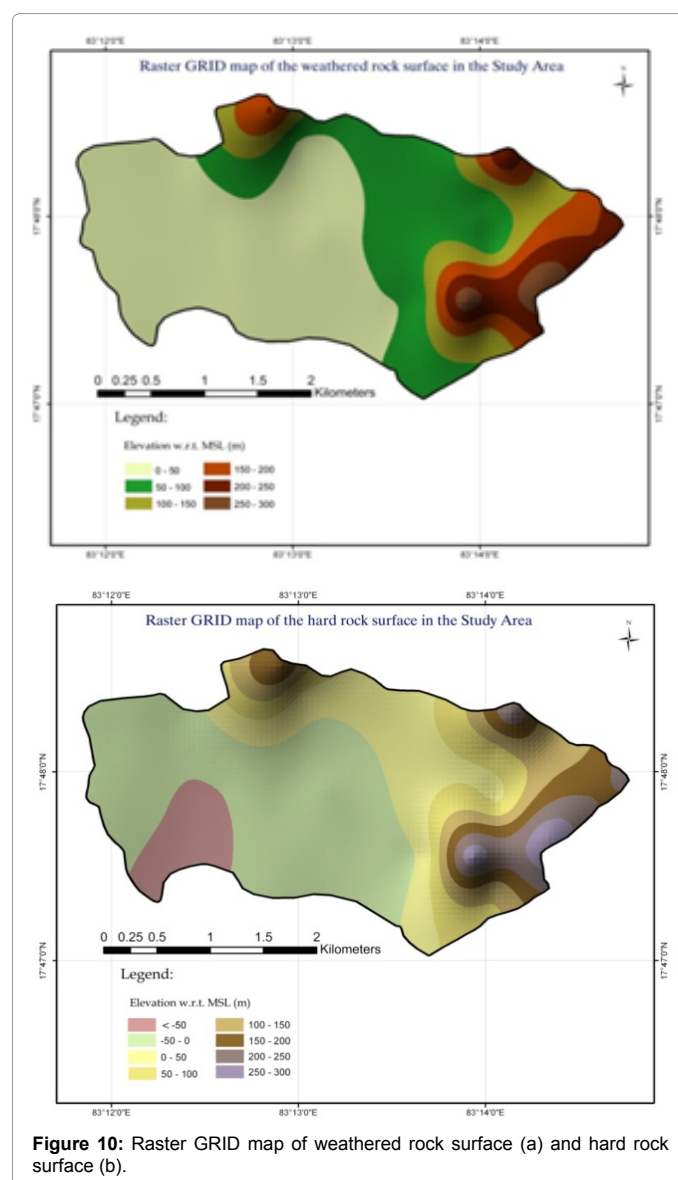 83°12'0"E 83°13'0"E 83°14'0"E
Raster GRID map of the weathered rock surface in the Study Area
N
17°48'0"N 17°48'0"N
0 0.25 0.5 1 1.5 2
Kilometers
17°47'0"N 17°47'0"N
Legend:
Elevation w.r.t. MSL (m)
0 - 50 150 - 200
50 - 100 200 - 250
100 - 150 250 - 300
83°12'0"E 83°13'0"E 83°14'0"E
83°12'0"E 83°13'0"E 83°14'0"E
Raster GRID map of the hard rock surface in the Study Area
N
17°48'0"N 17°48'0"N
0 0.25 0.5 1 1.5 2
Kilometers
17°47'0"N 17°47'0"N
Legend:
Elevation w.r.t. MSL (m)
< -50 100 - 150
-50 - 0 150 - 200
0 - 50 200 - 250
50 - 100 250 - 300
83°12'0"E 83°13'0"E 83°14'0"E
Figure 10: Raster GRID map of weathered rock surface (a) and hard rock
surface (b).